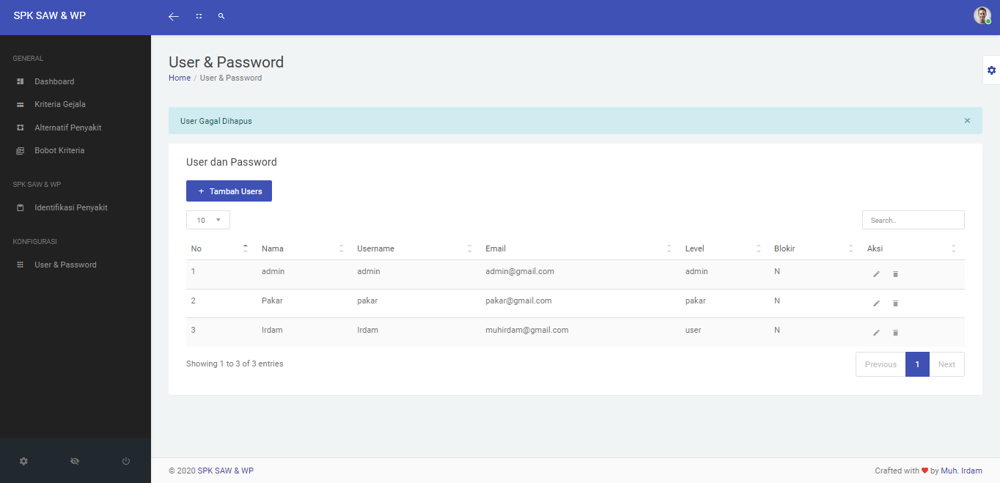 SPK SAW & WP
GENERAL
Dashboard
Kriteria Gejala
Alternatif Penyakit
Bobot Kriteria
SPK SAW & WP
Identifikasi Penyakit
KONFIGURASI
User & Password
User & Password
Home / User & Password
User Gagal Dihapus ×
User dan Password
+ Tambah Users
10
Search..
No Nama Username Email Level Blokir Aksi
1 admin admin admin@gmail.com admin N
2 Pakar pakar pakar@gmail.com pakar N
3 Irdam Irdam muhirdam@gmail.com user N
Showing 1 to 3 of 3 entries
Previous 1 Next
© 2020 SPK SAW & WP
Crafted with ❤ by Muh. Irdam